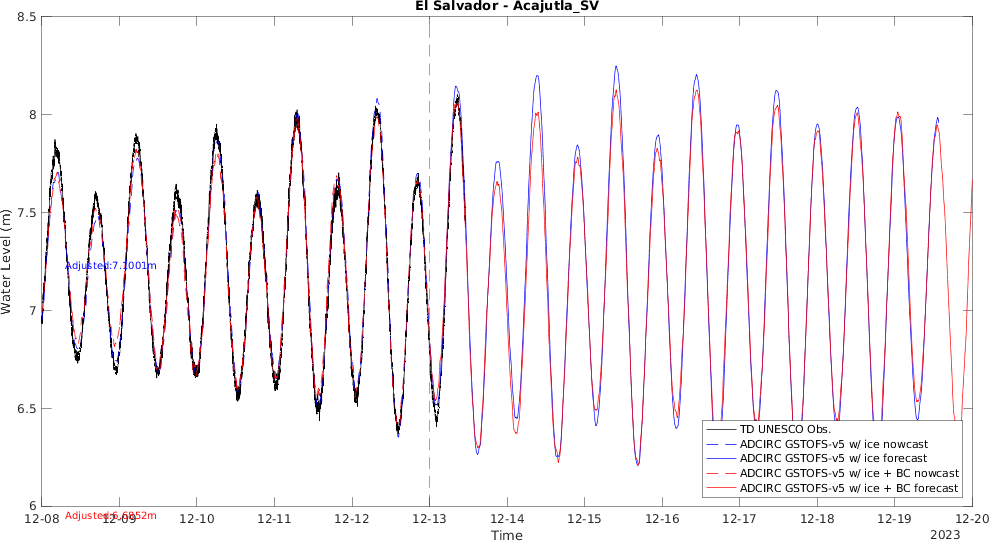 El Salvador - Acajutla_SV
8.5
8
7.5
7
6.5
6
Water Level (m)
Adjusted:7.1001m
Adjusted:6.6852m
12-08 12-09 12-10 12-11 12-12 12-13 12-14 12-15 12-16 12-17 12-18 12-19 12-20
Time
2023
TD UNESCO Obs.
ADCIRC GSTOFS-v5 w/ ice nowcast
ADCIRC GSTOFS-v5 w/ ice forecast
ADCIRC GSTOFS-v5 w/ ice + BC nowcast
ADCIRC GSTOFS-v5 w/ ice + BC forecast